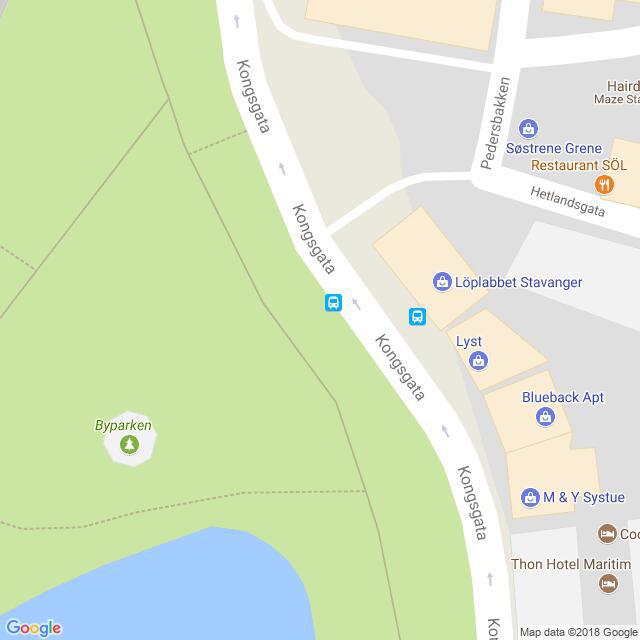 Kongsgata
Haird
Maze Sta
Pedersbakken
Søstrene Grene
Restaurant SÖL
Hetlandsgata
Kongsgata
Löplabbet Stavanger
Lyst
Kongsgata
Blueback Apt
Byparken
M & Y Systue
Kongsgata
Coo
Thon Hotel Maritim
Ko
Google
Map data ©2018 Google